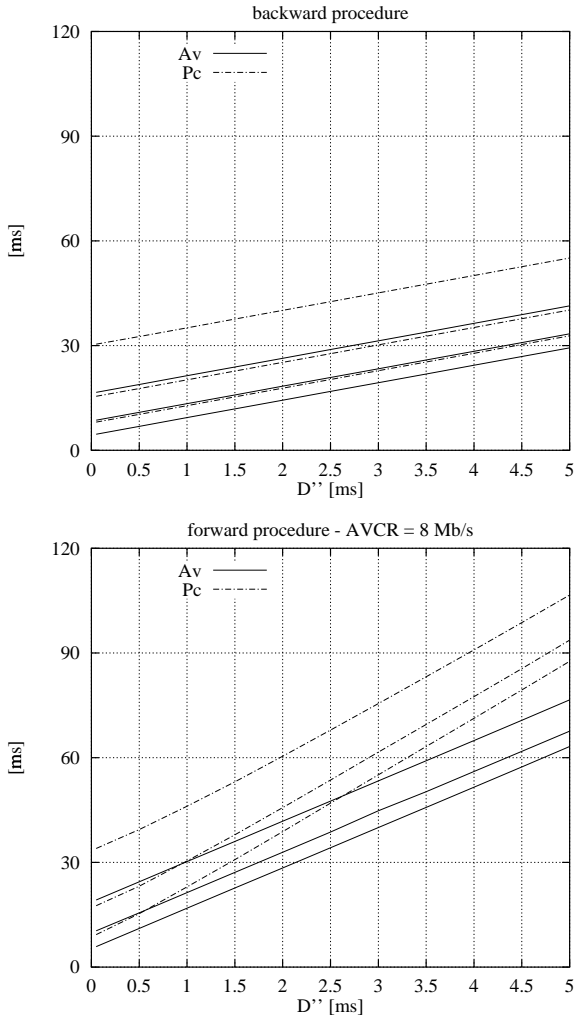 backward procedure
120
Av
Pc
90
[ms]
60
30
0
0 0.5 1 1.5 2 2.5 3 3.5 4 4.5 5
D’’ [ms]
forward procedure - AVCR = 8 Mb/s
120
Av
Pc
90
[ms]
60
30
0
0 0.5 1 1.5 2 2.5 3 3.5 4 4.5 5
D’’ [ms]